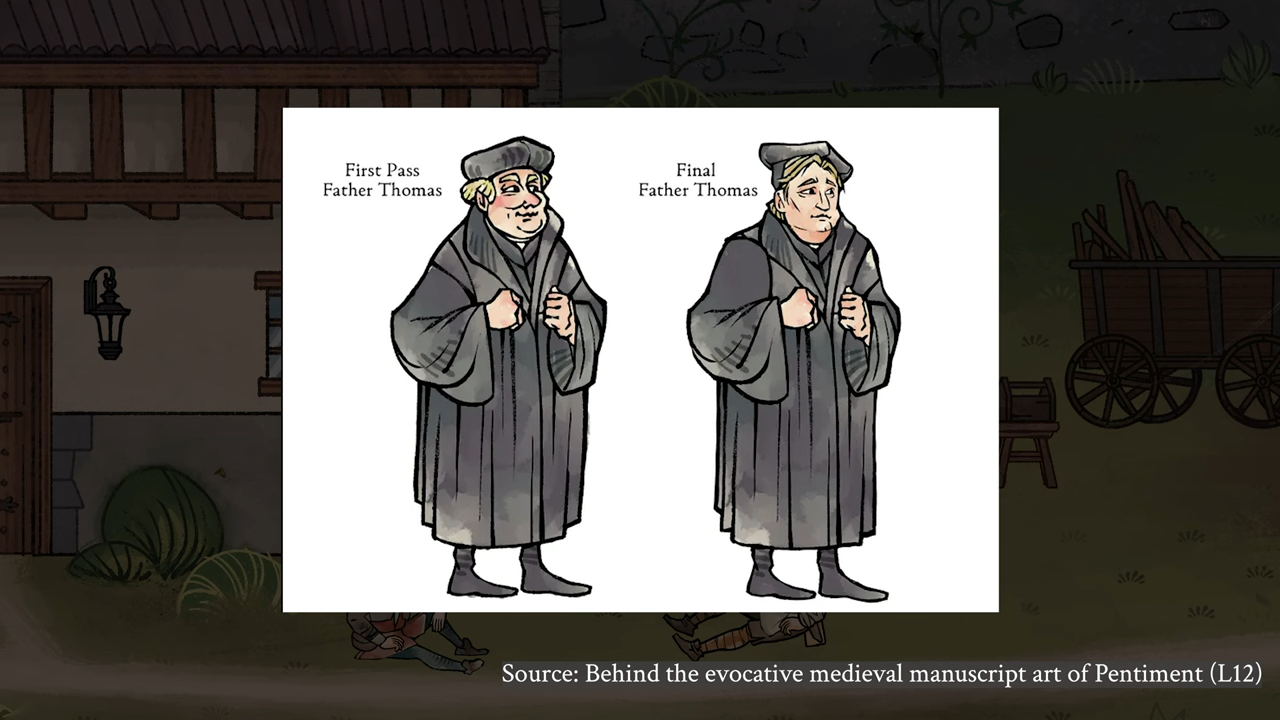 First Pass
Father Thomas
Final
Father Thomas
Source: Behind the evocative medieval manuscript art of Pentiment (L12)